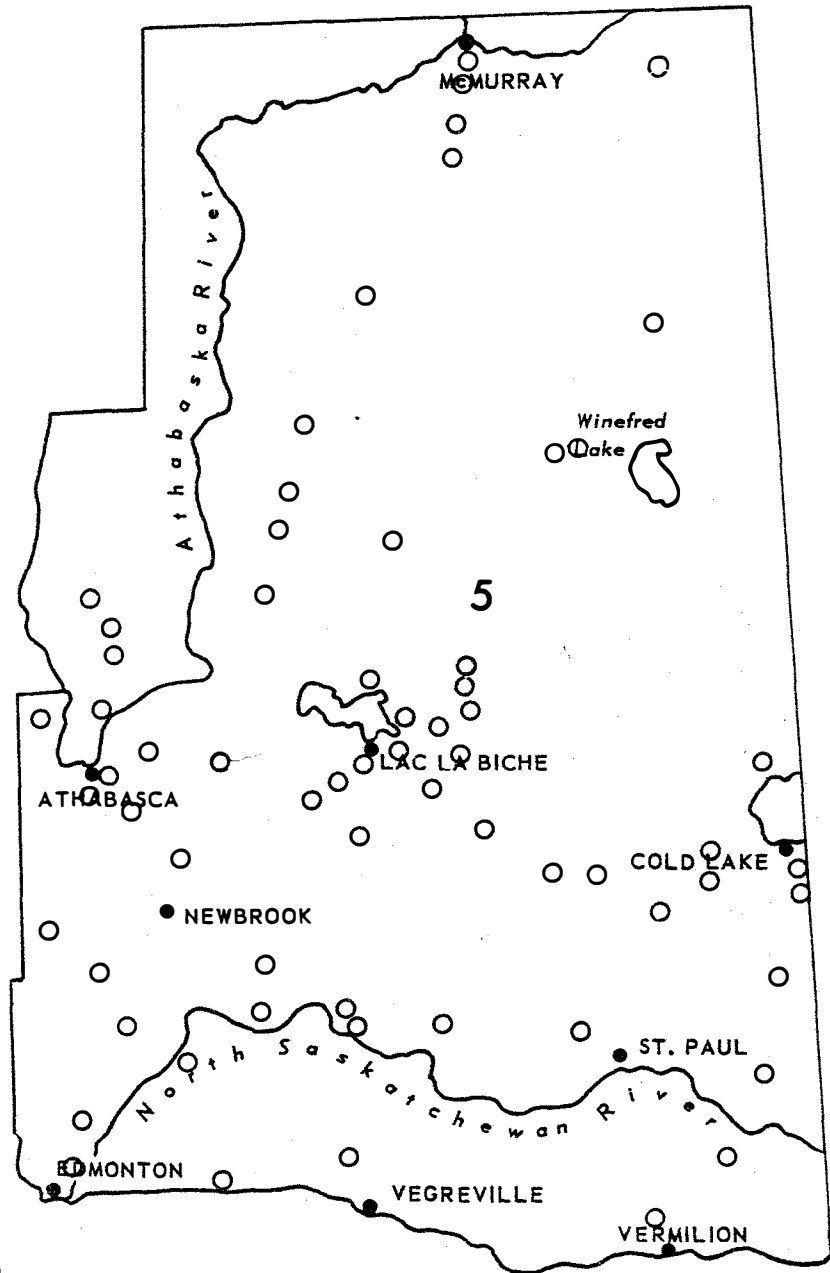 McMURRAY
Athabaska River
Winefred
Lake
5
LAC LA BICHE
ATHABASCA
COLD LAKE
NEWBROOK
ST. PAUL
North Saskatchewan River
EDMONTON
VEGREVILLE
VERMILION